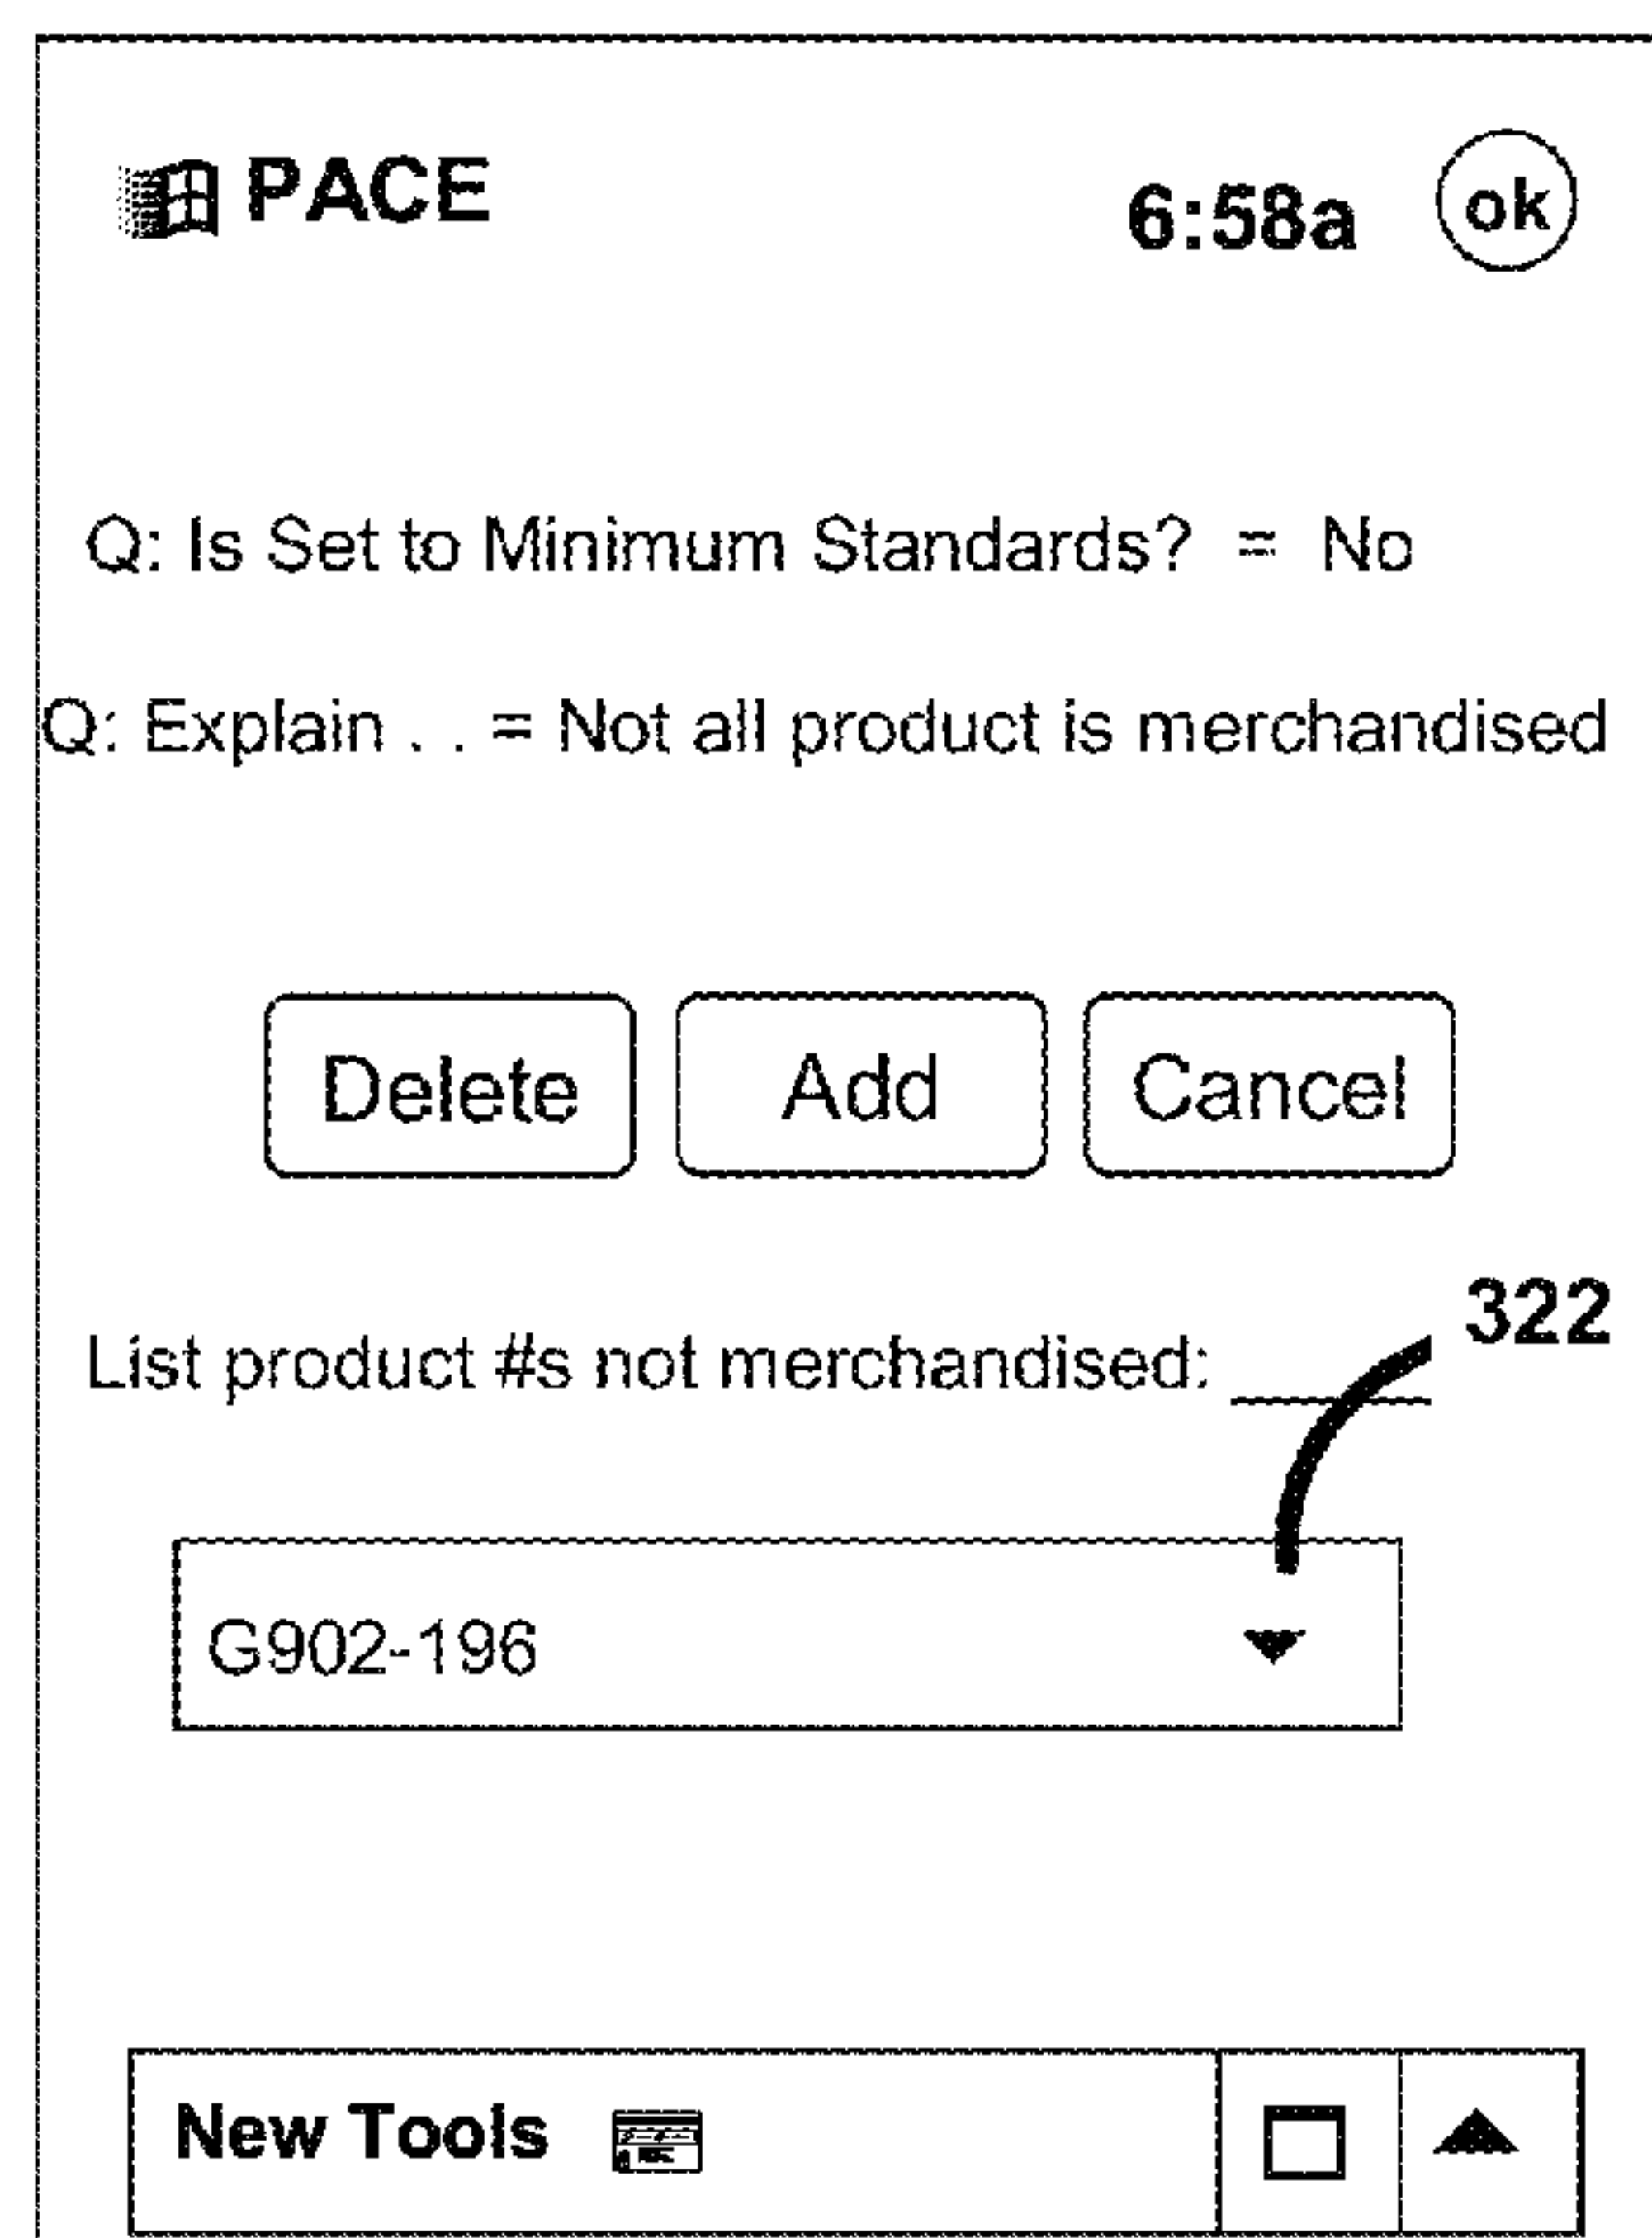 PACE 6:58a ok
Q: Is Set to Minimum Standards? = No
Q: Explain . . = Not all product is merchandised
Delete Add Cancel
322
List product #s not merchandised: ______
G902-196
New Tools